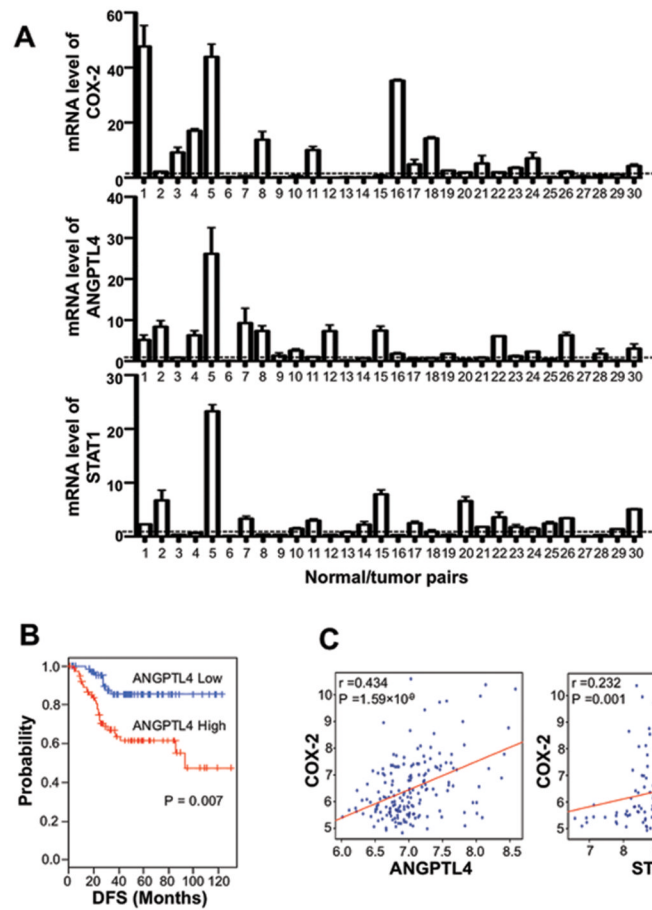 A
mRNA level of
COX-2
60
40
20
0
1 2 3 4 5 6 7 8 9 10 11 12 13 14 15 16 17 18 19 20 21 22 23 24 25 26 27 28 29 30
mRNA level of
ANGPTL4
40
30
20
10
0
1 2 3 4 5 6 7 8 9 10 11 12 13 14 15 16 17 18 19 20 21 22 23 24 25 26 27 28 29 30
mRNA level of
STAT1
30
20
10
0
1 2 3 4 5 6 7 8 9 10 11 12 13 14 15 16 17 18 19 20 21 22 23 24 25 26 27 28 29 30
Normal/tumor pairs
B
Probability
1.0
0.8
0.6
0.4
0.2
0.0
ANGPTL4 Low
ANGPTL4 High
P = 0.007
0 20 40 60 80 100 120
DFS (Months)
C
COX-2
10
9
8
7
6
5
r =0.434
P =1.59×10⁻⁹
6.0 6.5 7.0 7.5 8.0 8.5
ANGPTL4
COX-2
10
9
8
7
6
5
r =0.232
P =0.001
7 8
ST